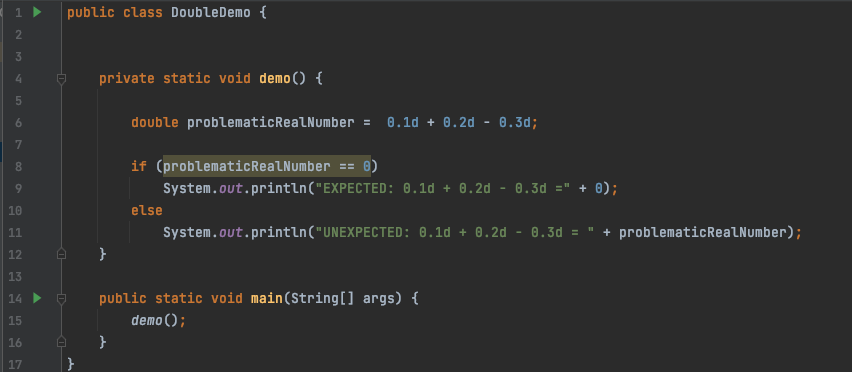 1 public class DoubleDemo {
2
3
4 private static void demo() {
5
6 double problematicRealNumber =  0.1d + 0.2d - 0.3d;
7
8 if (problematicRealNumber == 0)
9 System.out.println("EXPECTED: 0.1d + 0.2d - 0.3d =" + 0);
10 else
11 System.out.println("UNEXPECTED: 0.1d + 0.2d - 0.3d = " + problematicRealNumber);
12 }
13
14 public static void main(String[] args) {
15 demo();
16 }
17 }